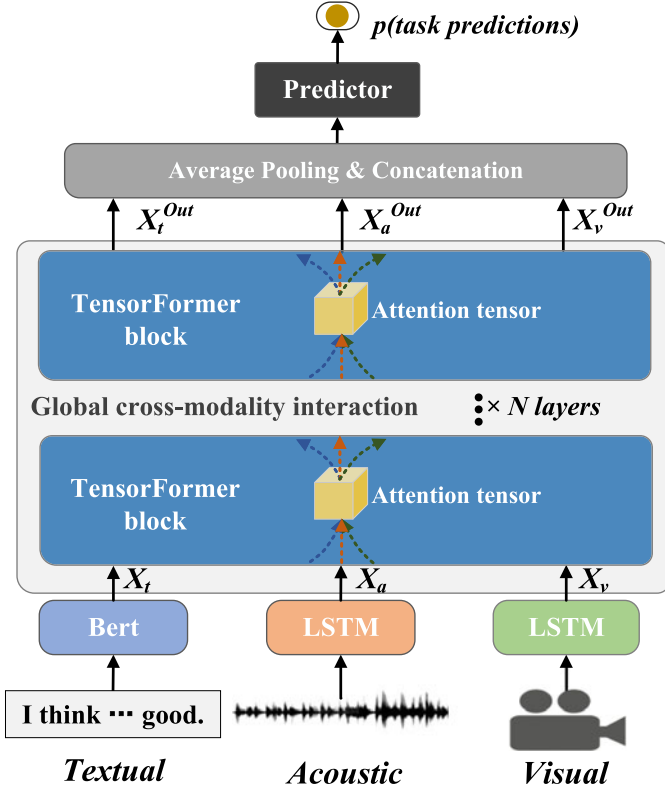 p(task predictions)
Predictor
Average Pooling & Concatenation
X_t^{Out} X_a^{Out} X_v^{Out}
TensorFormer
block
Attention tensor
Global cross-modality interaction
× N layers
TensorFormer
block
Attention tensor
X_t X_a X_v
Bert LSTM LSTM
I think ··· good.
Textual Acoustic Visual